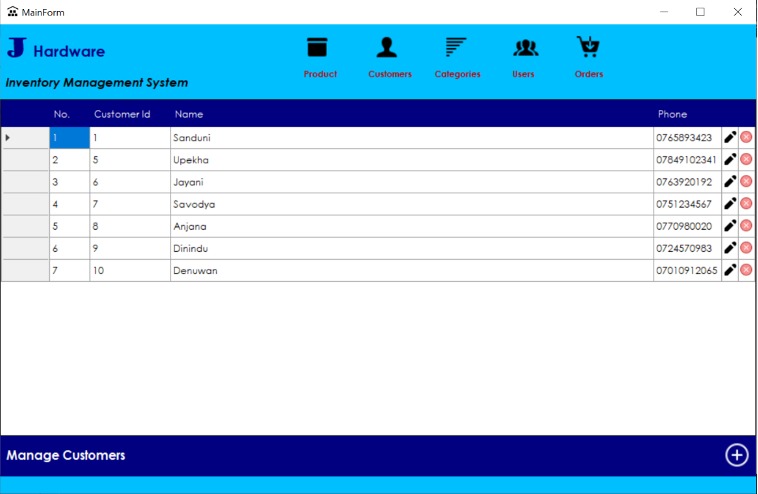 MainForm
J Hardware
Inventory Management System
Product Customers Categories Users Orders
No. Customer Id Name Phone
1 1 Sanduni 0765893423
2 5 Upekha 07849102341
3 6 Jayani 0763920192
4 7 Savodya 0751234567
5 8 Anjana 0770980020
6 9 Dinindu 0724570983
7 10 Denuwan 07010912065
Manage Customers